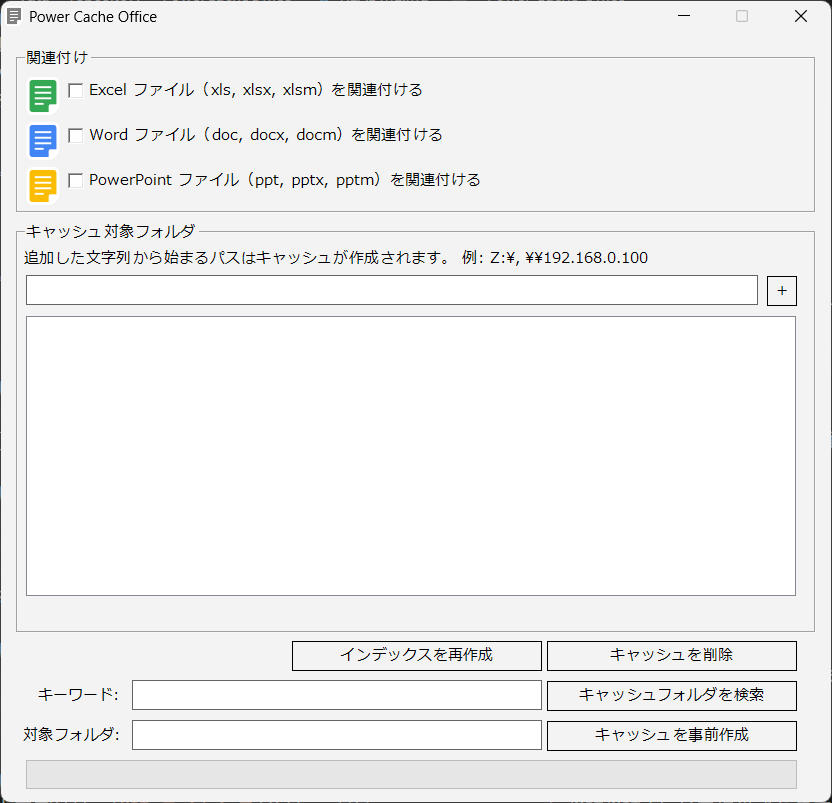 Power Cache Office
関連付け
Excel ファイル（xls, xlsx, xlsm）を関連付ける
Word ファイル（doc, docx, docm）を関連付ける
PowerPoint ファイル（ppt, pptx, pptm）を関連付ける
キャッシュ対象フォルダ
追加した文字列から始まるパスはキャッシュが作成されます。 例: Z:¥, ¥¥192.168.0.100
+
インデックスを再作成 キャッシュを削除
キーワード: キャッシュフォルダを検索
対象フォルダ: キャッシュを事前作成